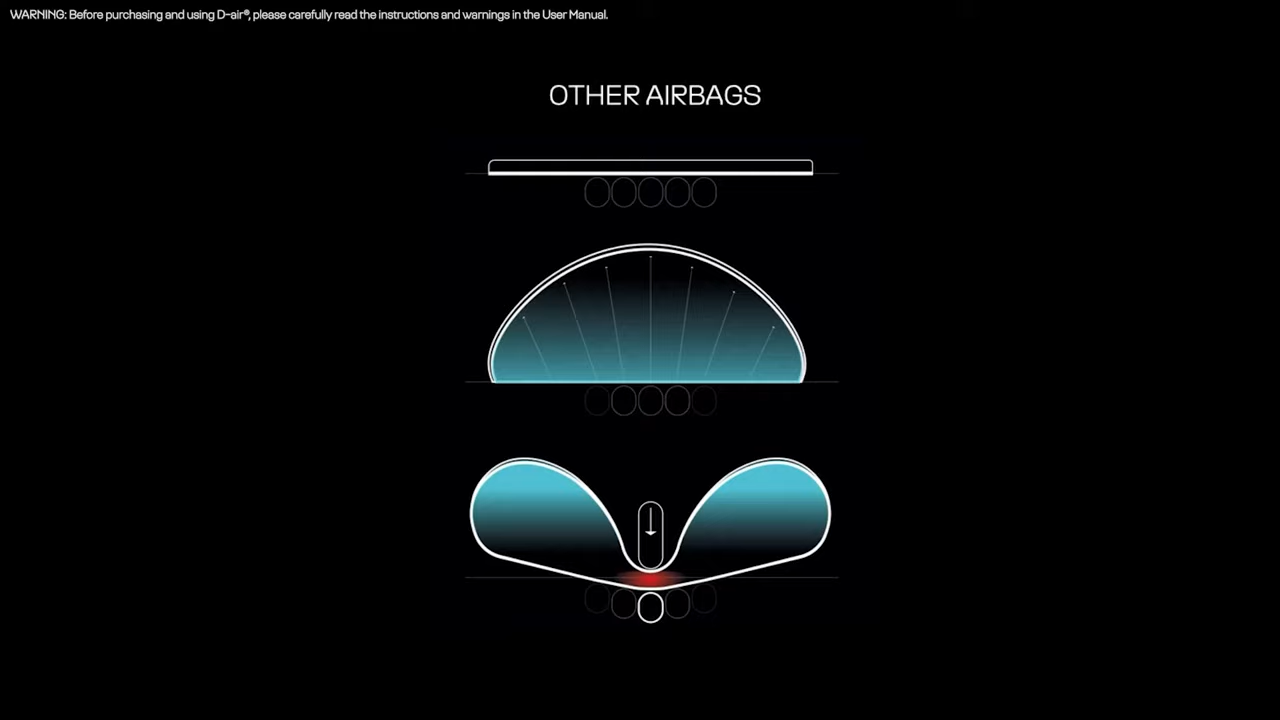 WARNING: Before purchasing and using D-air®, please carefully read the instructions and warnings in the User Manual.
OTHER AIRBAGS